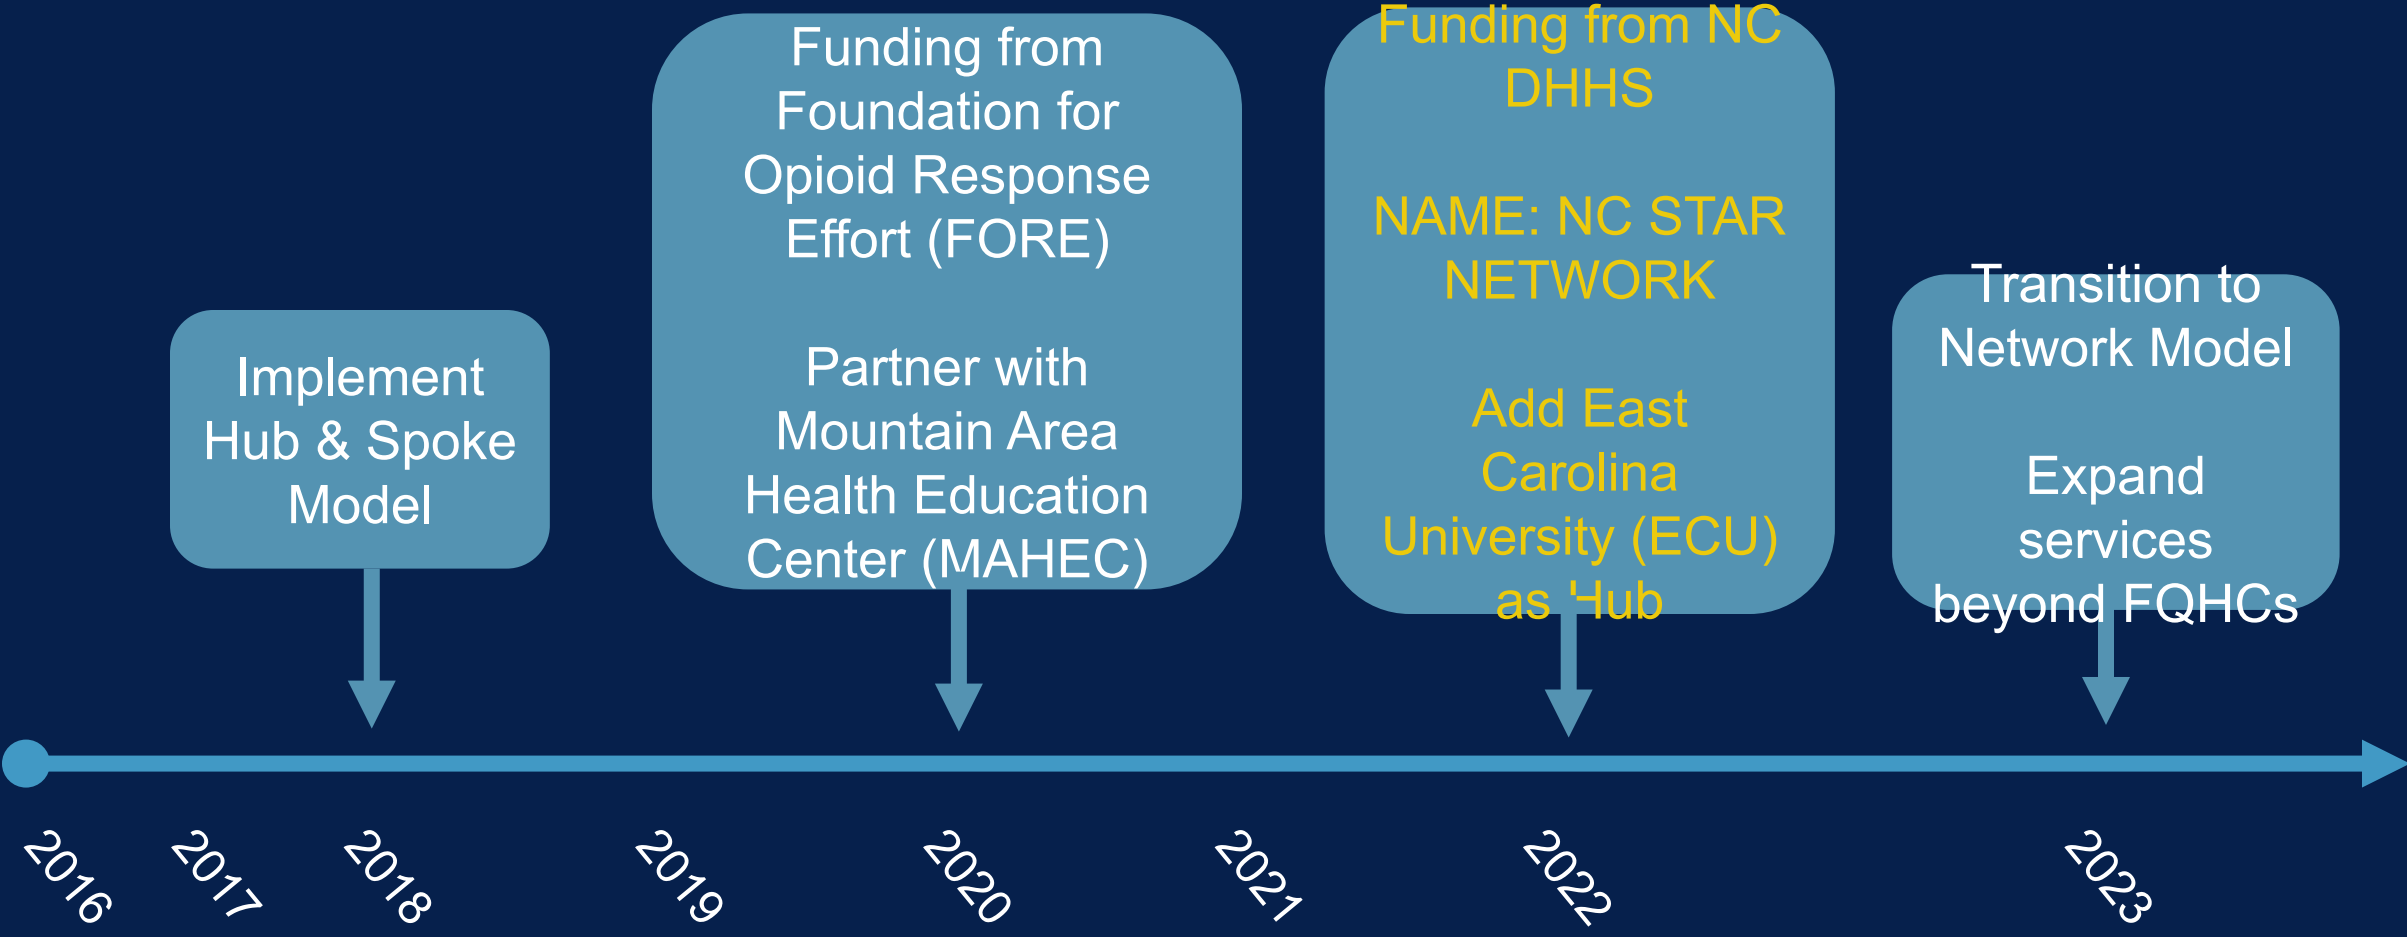 Implement
Hub & Spoke
Model
Funding from
Foundation for
Opioid Response
Effort (FORE)
Partner with
Mountain Area
Health Education
Center (MAHEC)
Funding from NC
DHHS
NAME: NC STAR
NETWORK
Add East
Carolina
University (ECU)
as Hub
Transition to
Network Model
Expand
services
beyond FQHCs
2016
2017
2018
2019
2020
2021
2022
2023